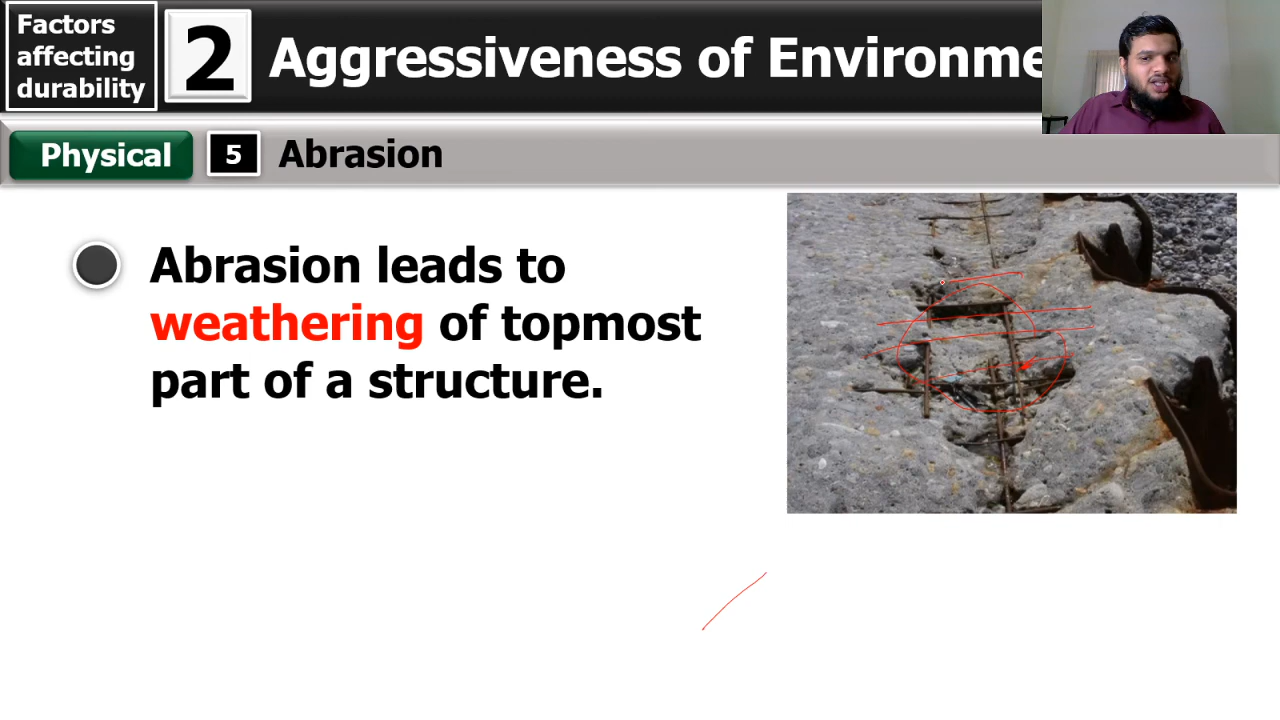 Factors
affecting
durability
2
Aggressiveness of Environme
Physical
5
Abrasion
Abrasion leads to
weathering of topmost
part of a structure.